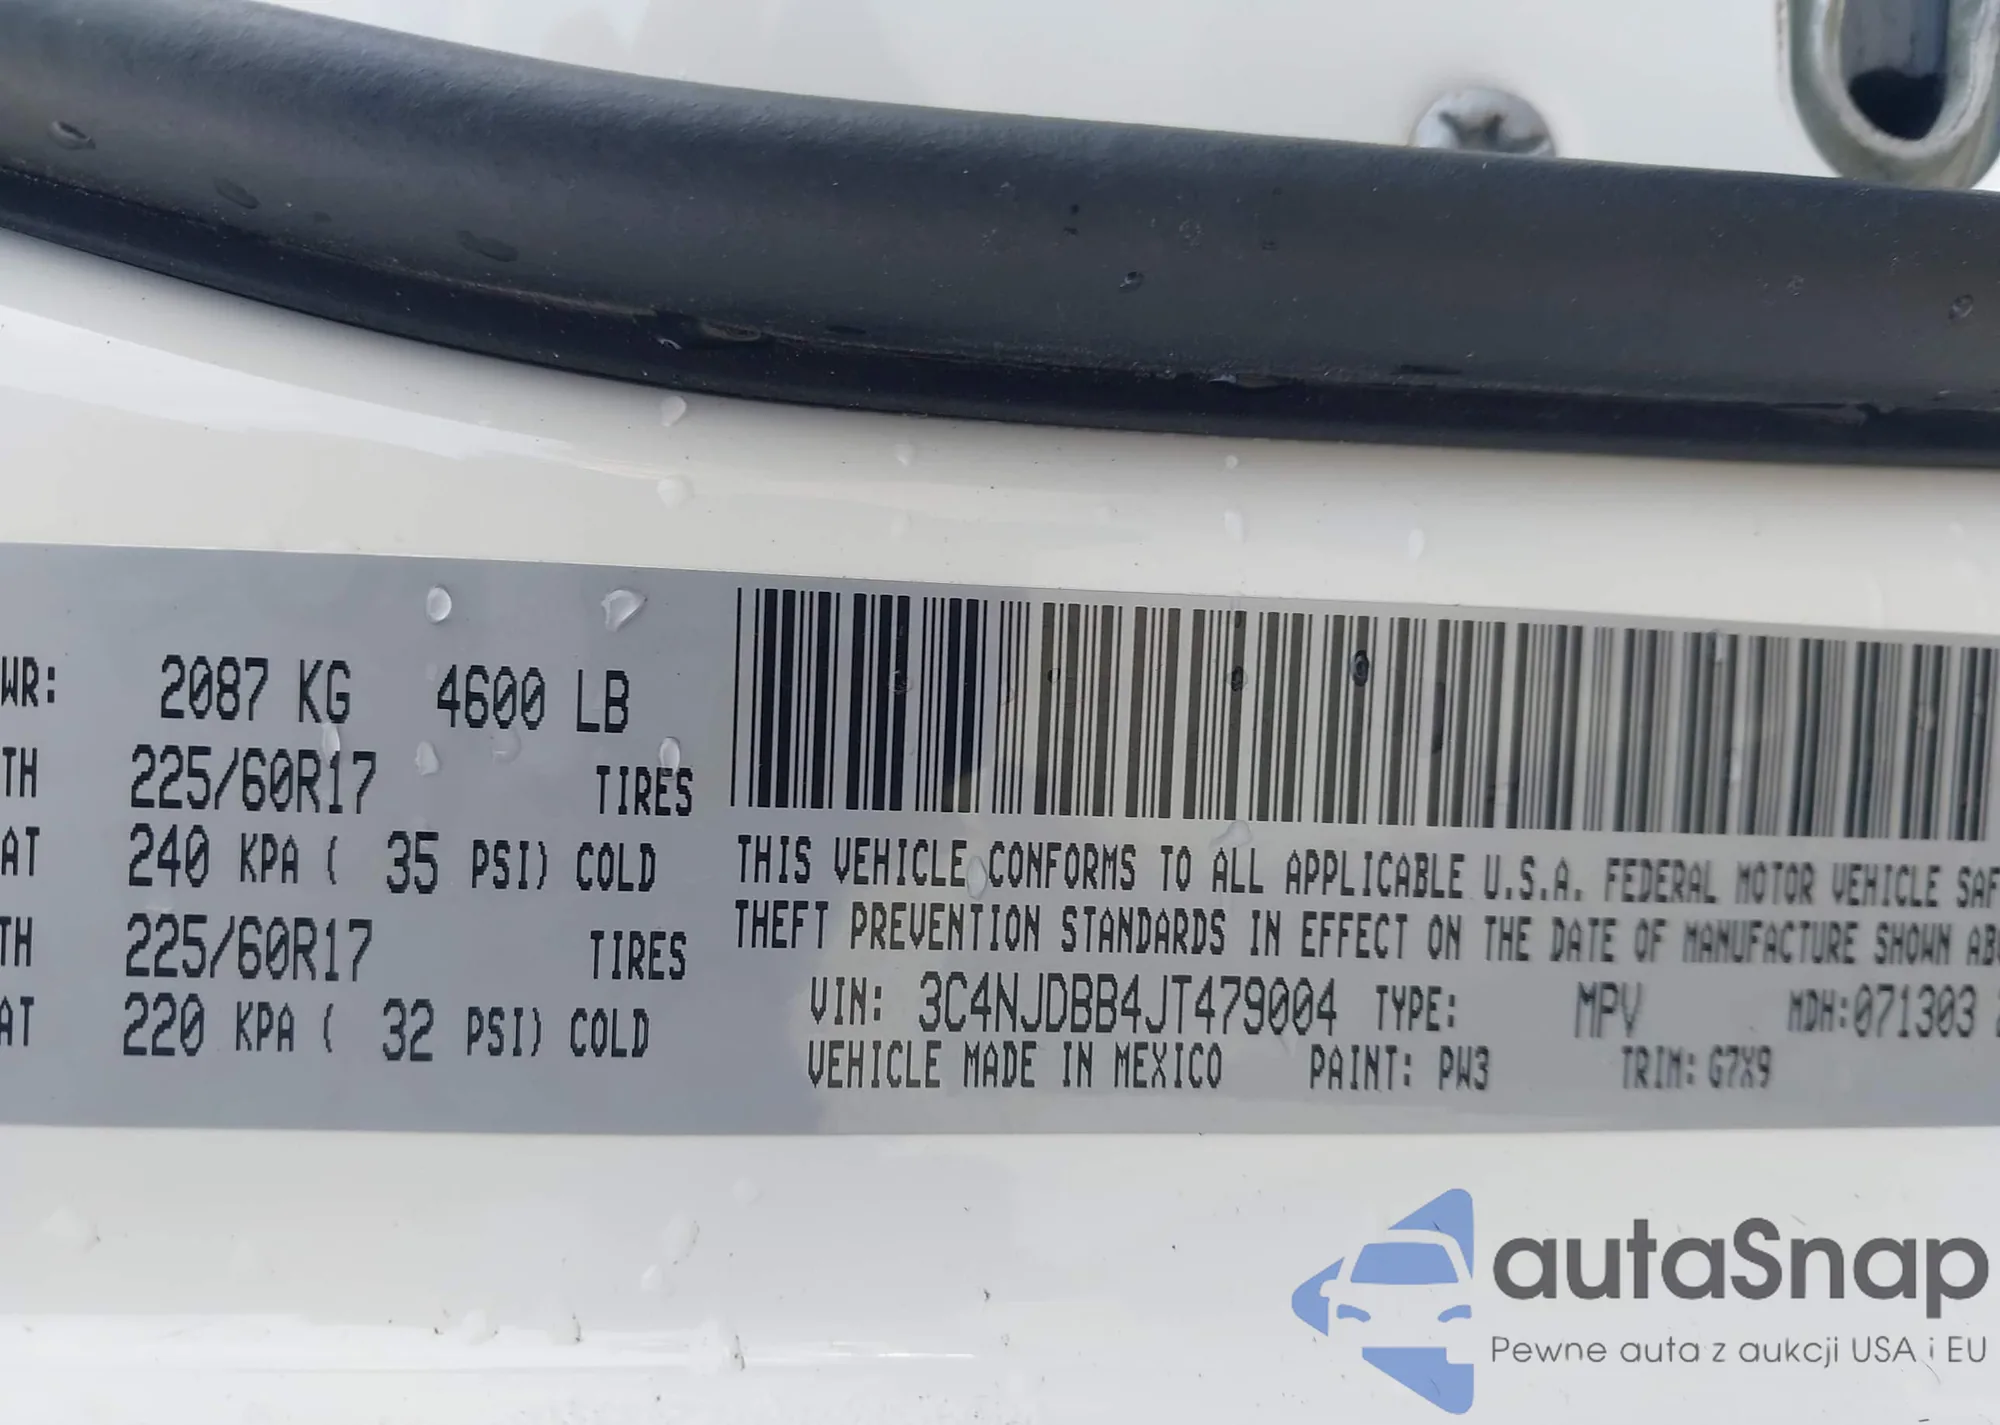 WR: 2087 KG 4600 LB
TH 225/60R17 TIRES
AT 240 KPA ( 35 PSI) COLD
TH 225/60R17 TIRES
AT 220 KPA ( 32 PSI) COLD
THIS VEHICLE CONFORMS TO ALL APPLICABLE U.S.A. FEDERAL MOTOR VEHICLE SAF
THEFT PREVENTION STANDARDS IN EFFECT ON THE DATE OF MANUFACTURE SHOWN AB
VIN: 3C4NJDBB4JT479004 TYPE: MPV MDH:071303
VEHICLE MADE IN MEXICO PAINT: PW3 TRIM: G7X9
autaSnap
Pewne auta z aukcji USA i EU